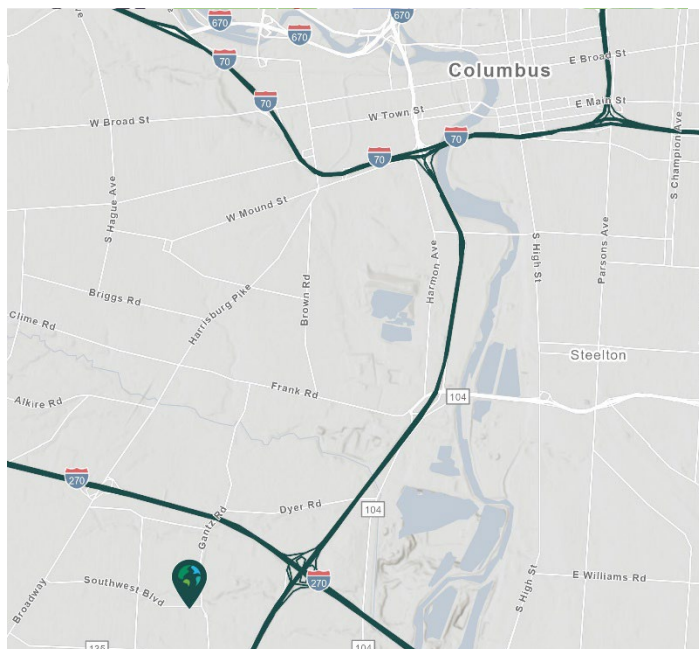 670
670
670
70
Columbus
E Broad St
70
E Main St
W Broad St
W Town St
70
70
S Champion Ave
S Hague Ave
W Mound St
Parsons Ave
S High St
Harmon Ave
Brown Rd
Briggs Rd
Harrisburg Pike
Clime Rd
Steelton
Frank Rd
104
Alkire Rd
270
Dyer Rd
104
Gantz Rd
270
E Williams Rd
Southwest Blvd
Broadway
S High St